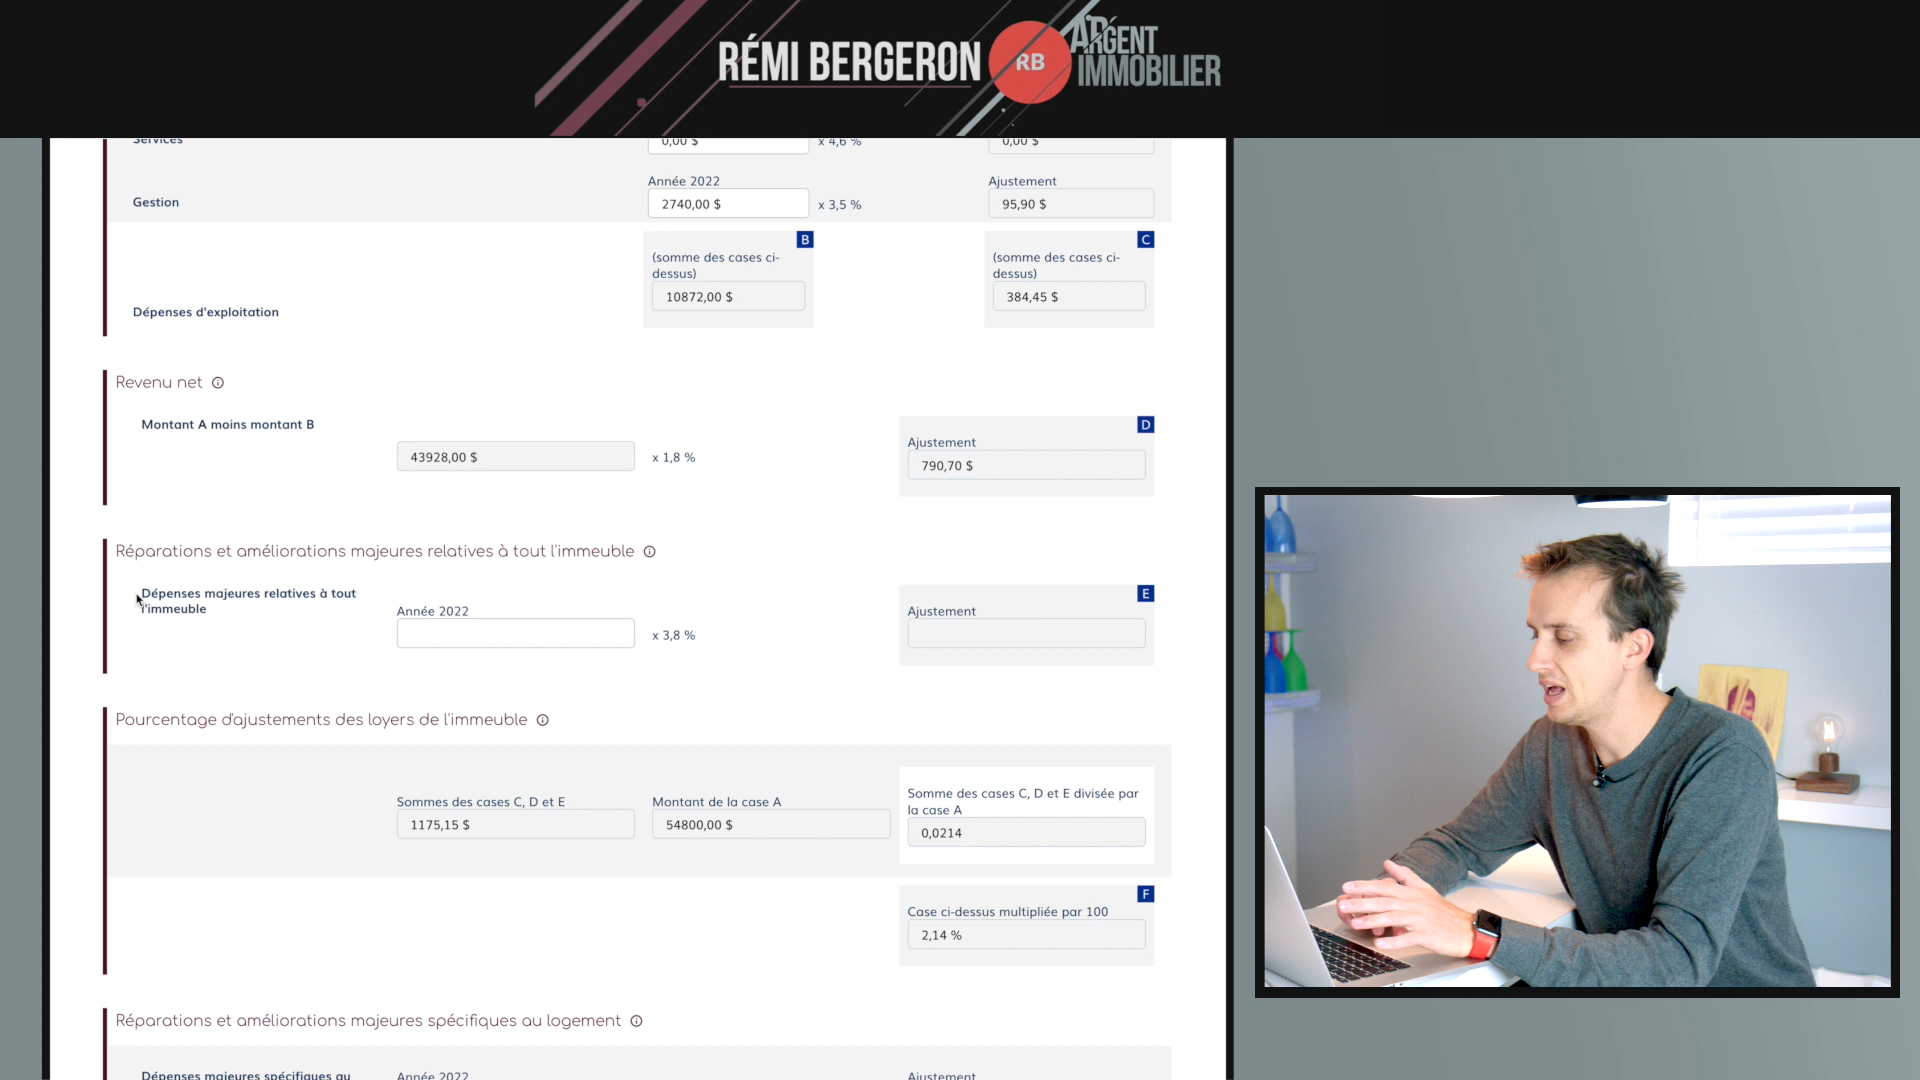 RÉMI BERGERON
RB
ARGENT
IMMOBILIER
Services
0,00 $
x 4,6 %
0,00 $
Année 2022
Ajustement
Gestion
2740,00 $
x 3,5 %
95,90 $
B
C
(somme des cases ci-
dessus)
10872,00 $
(somme des cases ci-
dessus)
384,45 $
Dépenses d'exploitation
Revenu net
Montant A moins montant B
43928,00 $
x 1,8 %
D
Ajustement
790,70 $
Réparations et améliorations majeures relatives à tout l'immeuble
Dépenses majeures relatives à tout
l'immeuble
Année 2022
x 3,8 %
E
Ajustement
Pourcentage d'ajustements des loyers de l'immeuble
Sommes des cases C, D et E
1175,15 $
Montant de la case A
54800,00 $
Somme des cases C, D et E divisée par
la case A
0,0214
F
Case ci-dessus multipliée par 100
2,14 %
Réparations et améliorations majeures spécifiques au logement
Dépenses majeures spécifiques au
Année 2022
Ajustement